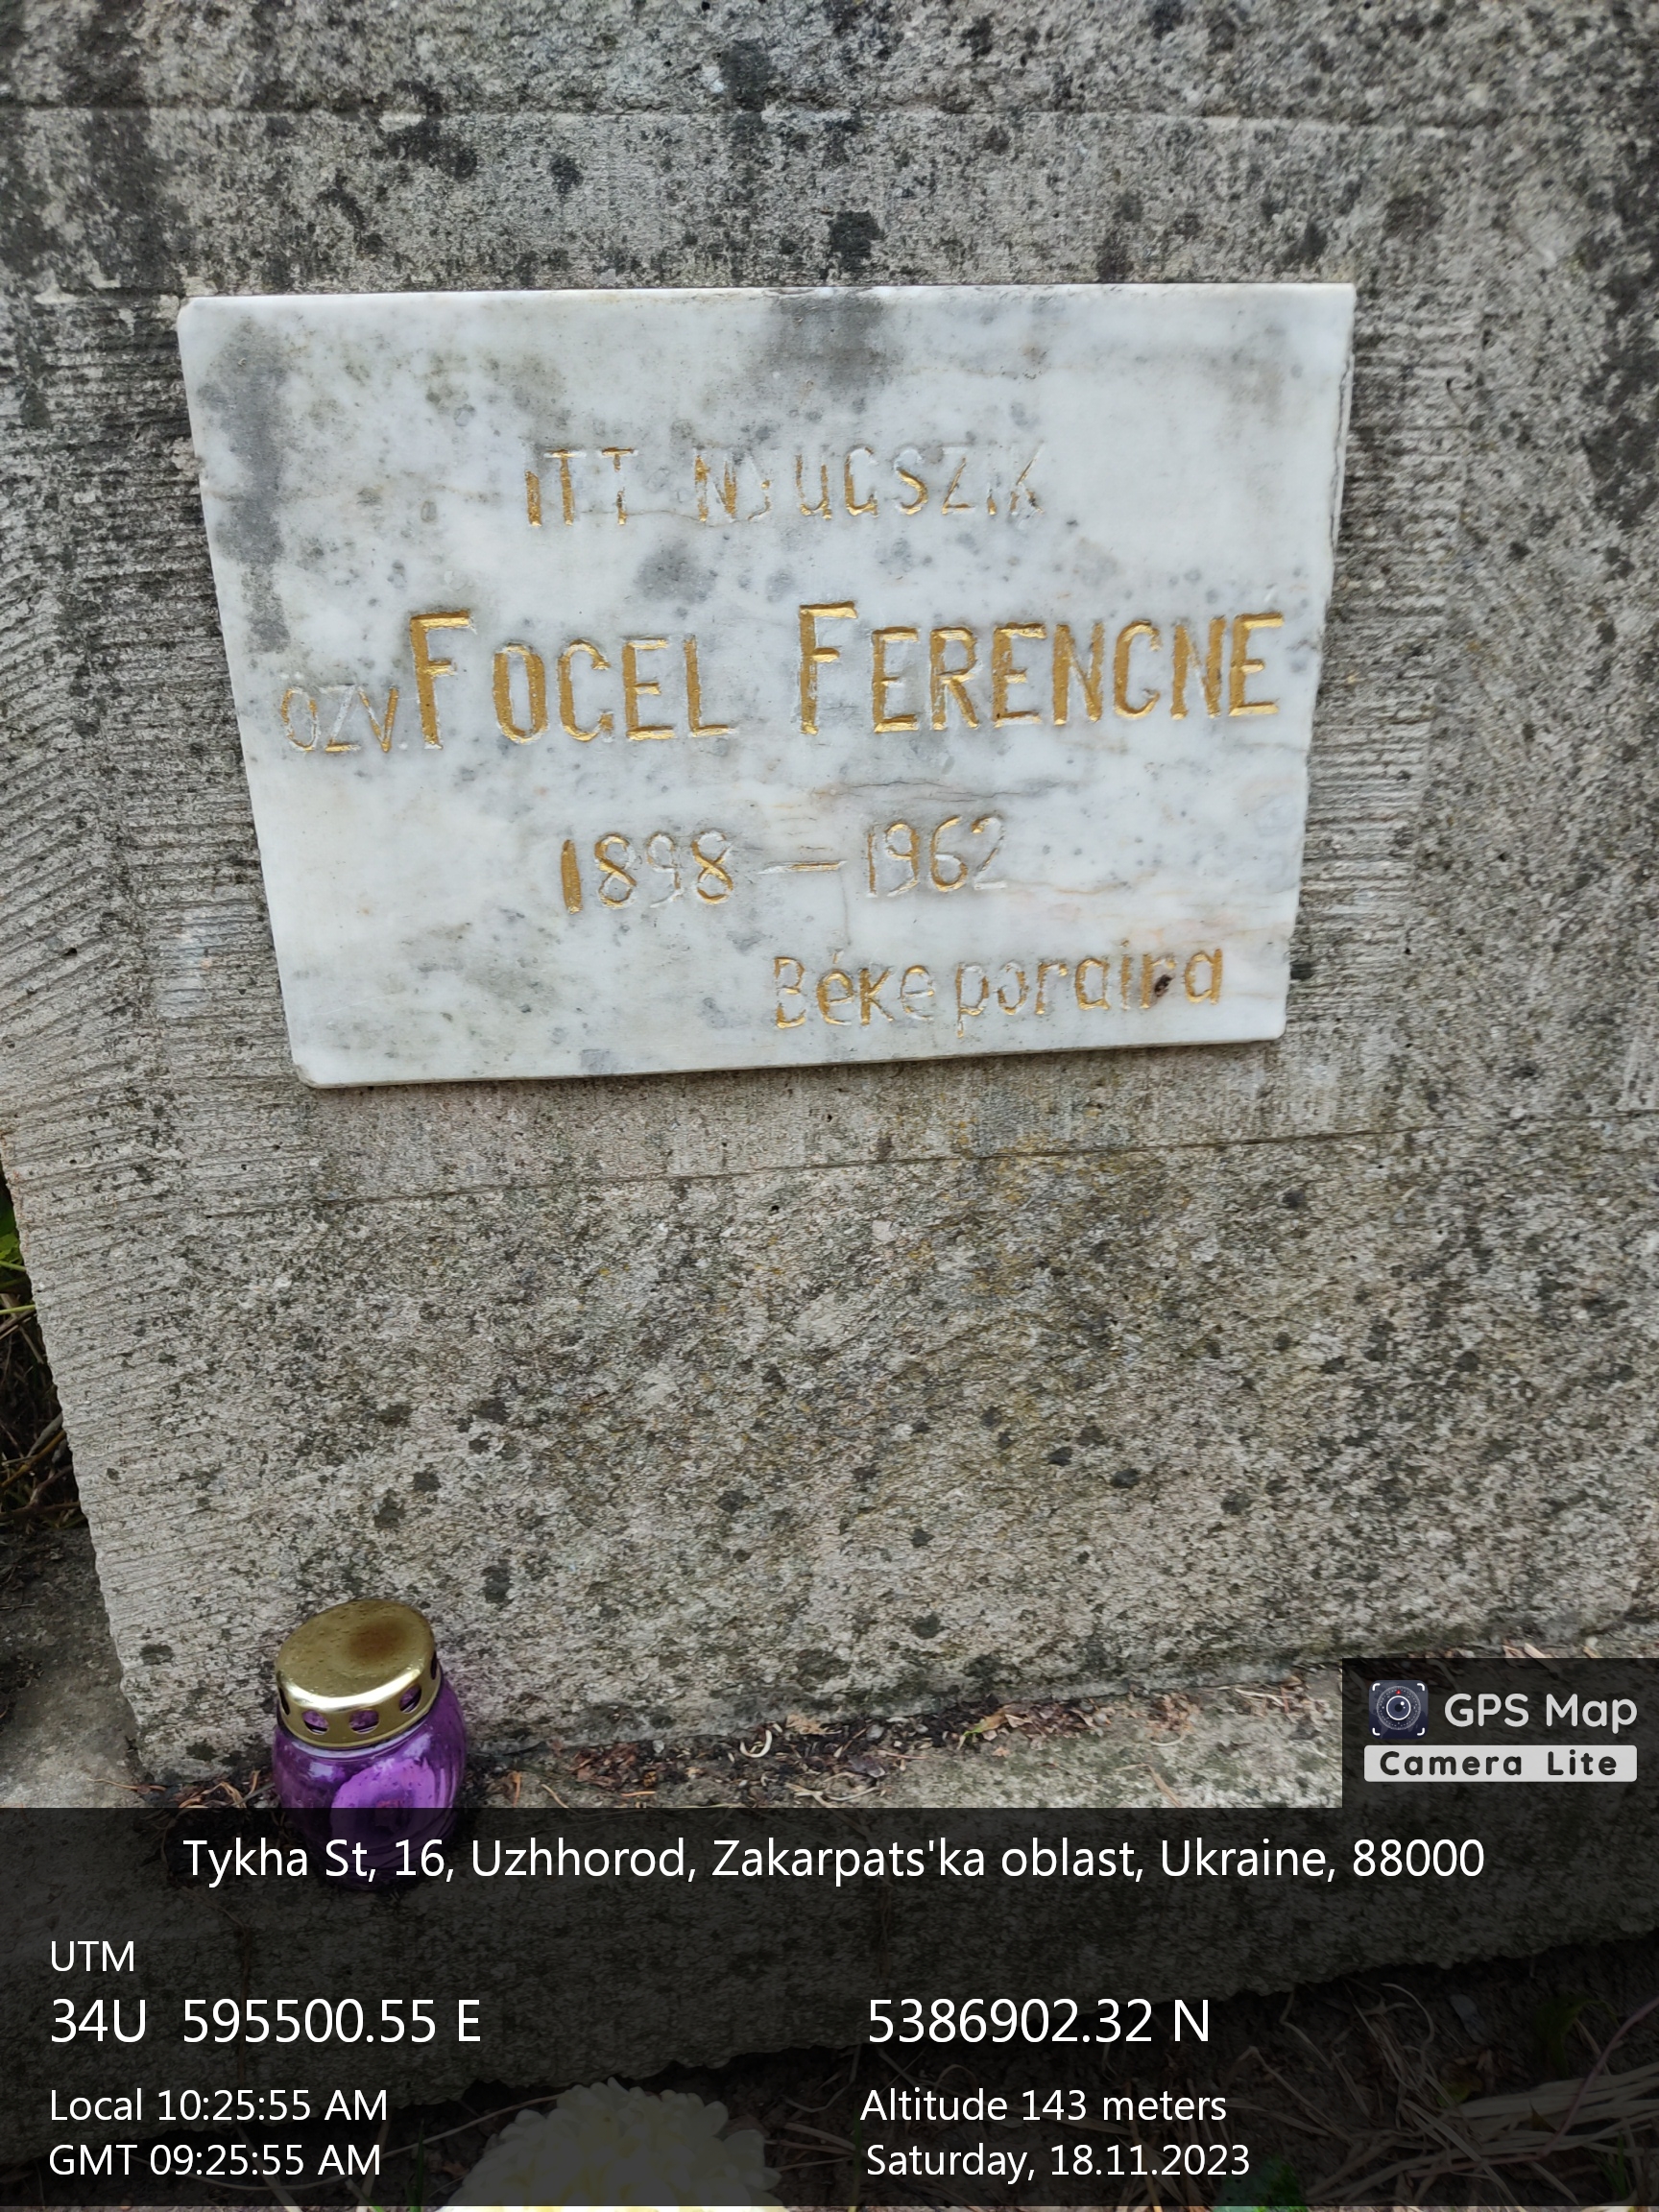 ITT NYUGSZIK
ÖZV. FOGEL FERENCNÉ
1898 — 1962
Béke poraira
GPS Map
Camera Lite
Tykha St, 16, Uzhhorod, Zakarpats'ka oblast, Ukraine, 88000
UTM
34U 595500.55 E 5386902.32 N
Local 10:25:55 AM Altitude 143 meters
GMT 09:25:55 AM Saturday, 18.11.2023